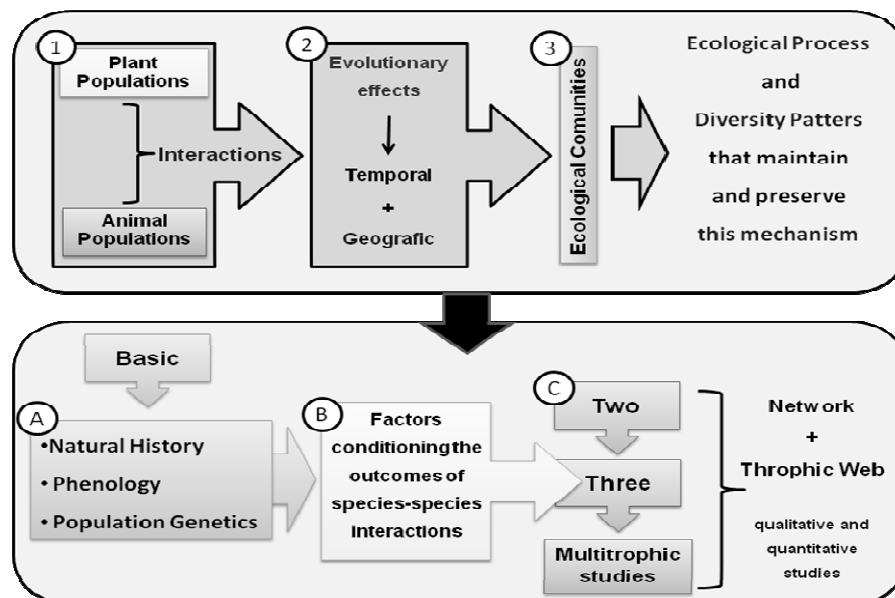 1
Plant
Populations
Interactions
Animal
Populations
2
Evolutionary
effects
Temporal
+
Geografic
3
Ecological Comunities
Ecological Process
and
Diversity Patters
that maintain
and preserve
this mechanism
Basic
A
•Natural History
• Phenology
• Population Genetics
B
Factors
conditioning the
outcomes of
species-species
interactions
C
Two
Three
Multitrophic
studies
Network
+
Throphic Web
qualitative and
quantitative
studies